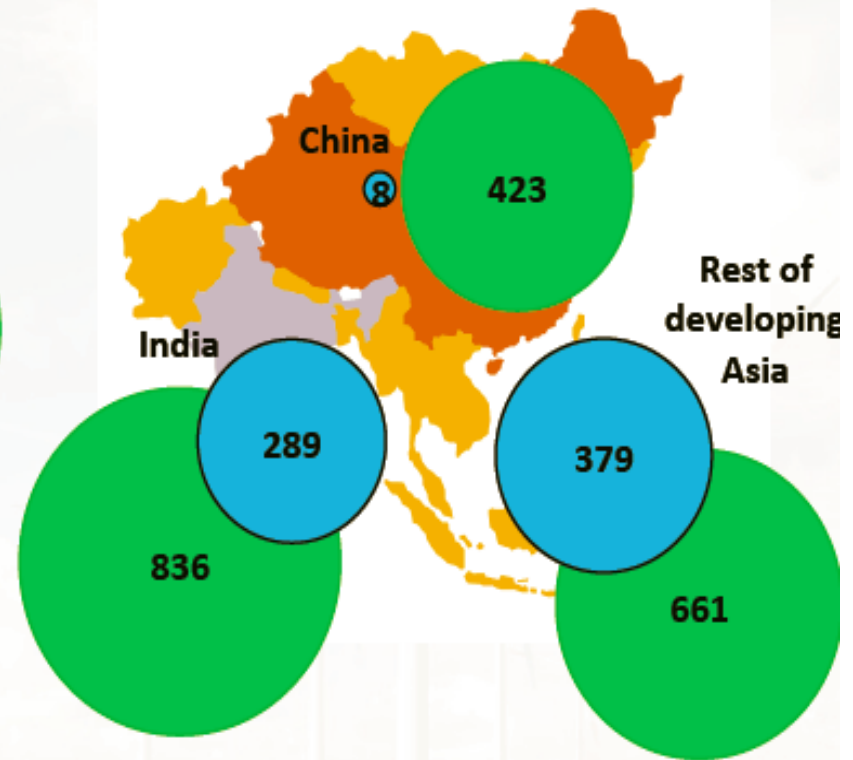 China
8
423
Rest of
developing
Asia
India
289
379
836
661